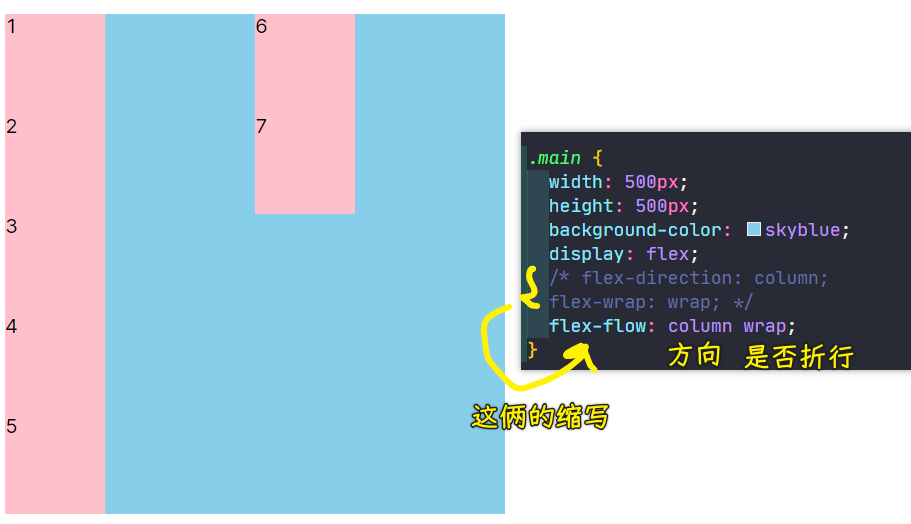 1
2
3
4
5
6
7
.main {
width: 500px;
height: 500px;
background-color: skyblue;
display: flex;
/* flex-direction: column;
flex-wrap: wrap; */
flex-flow: column wrap;
}
方向 是否折行
这俩的缩写